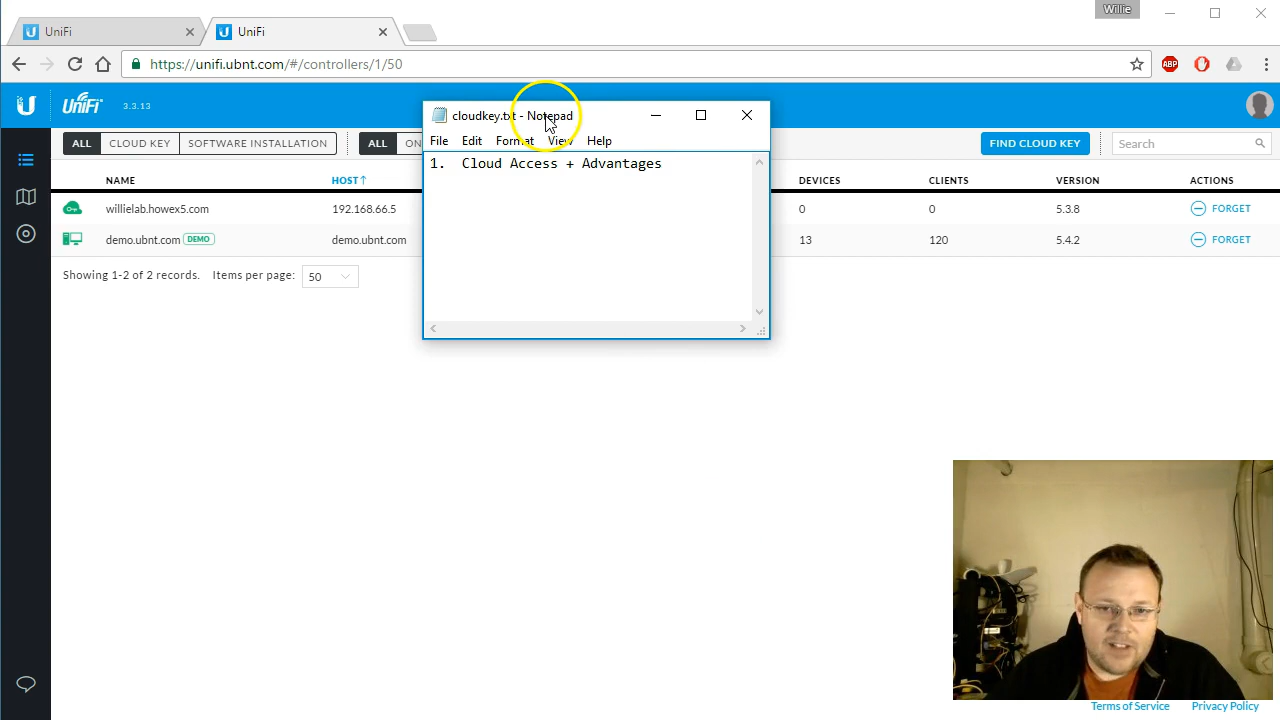 Willie
UniFi
UniFi
https://unifi.ubnt.com/#/controllers/1/50
ABP
U UniFi 3.3.13
cloudkey.txt - Notepad
File Edit Format View Help
1. Cloud Access + Advantages
ALL CLOUD KEY SOFTWARE INSTALLATION ALL ON FIND CLOUD KEY Search
NAME HOST↑ DEVICES CLIENTS VERSION ACTIONS
willielab.howex5.com 192.168.66.5 0 0 5.3.8 FORGET
demo.ubnt.com DEMO demo.ubnt.com 13 120 5.4.2 FORGET
Showing 1-2 of 2 records. Items per page: 50
Terms of Service Privacy Policy